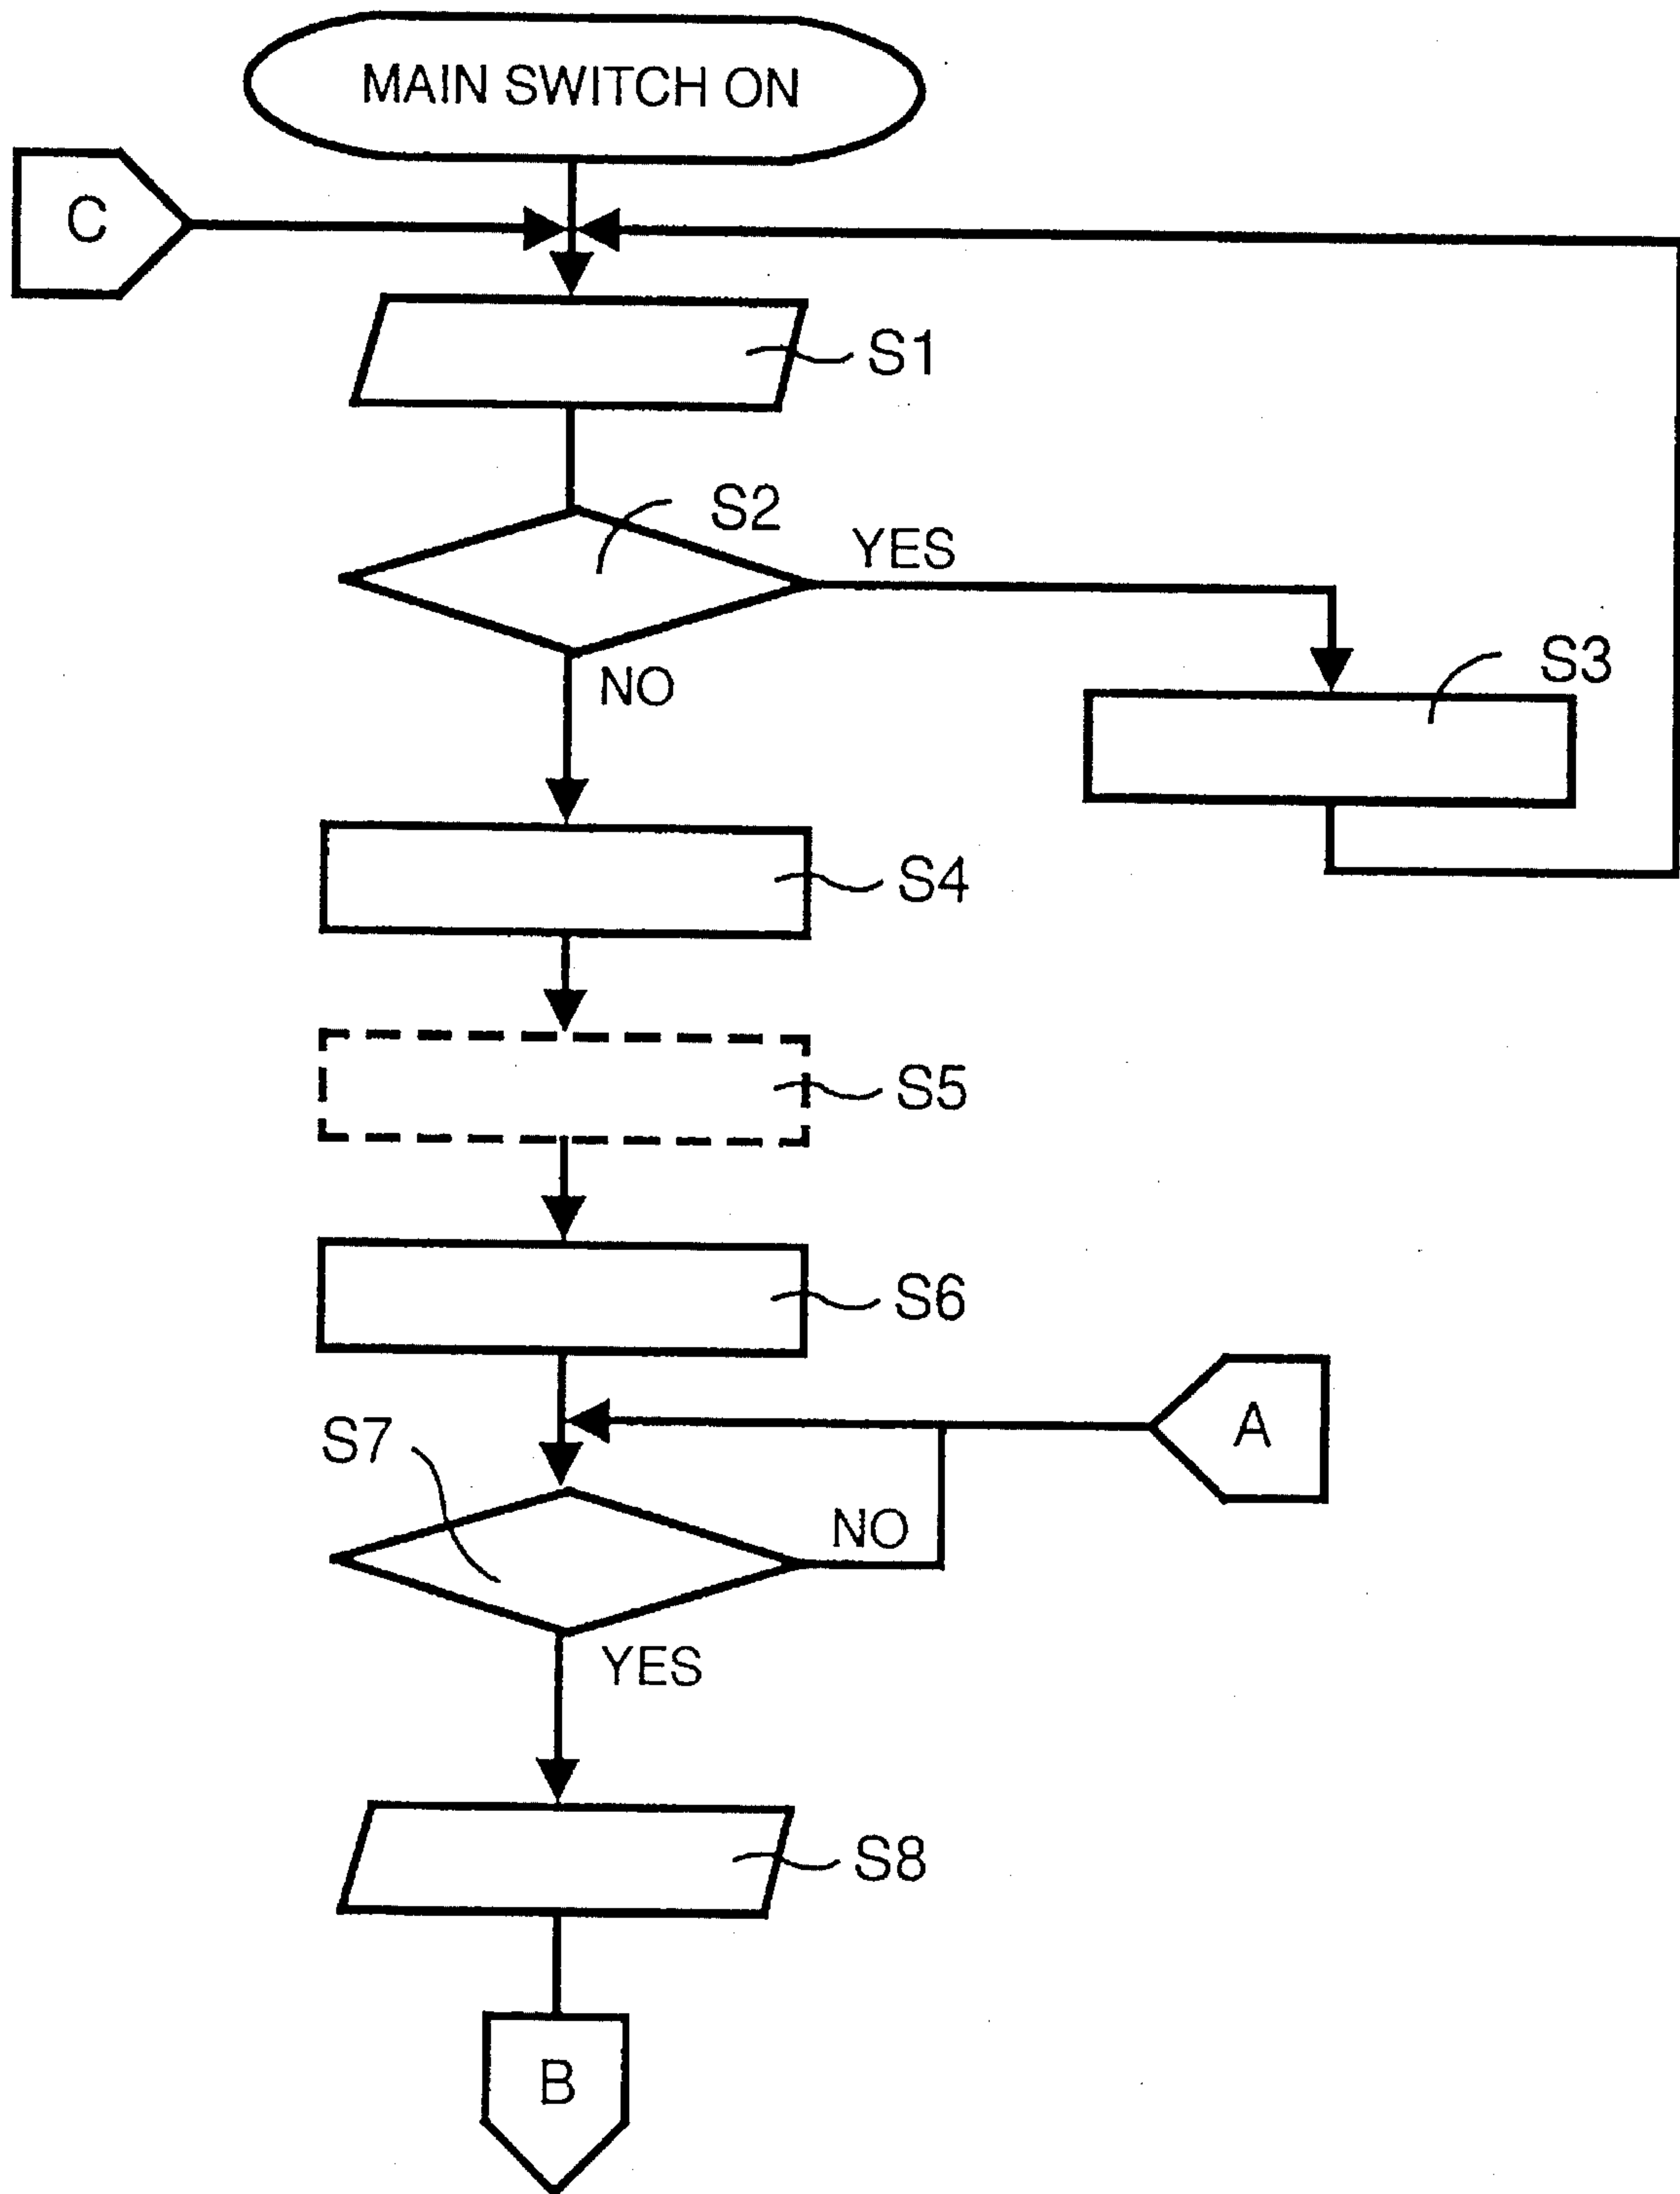 MAIN SWITCH ON
C
S1
S2
YES
NO
S3
S4
S5
S6
A
S7
NO
YES
S8
B